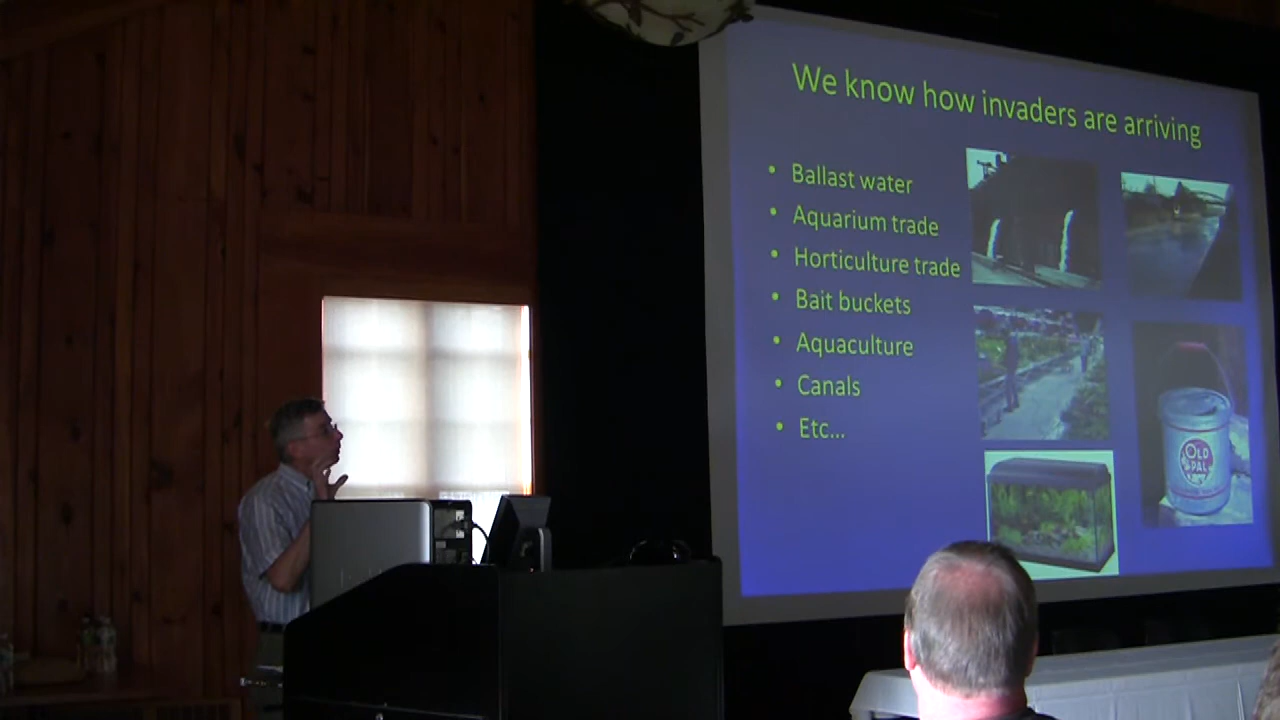 We know how invaders are arriving
• Ballast water
• Aquarium trade
• Horticulture trade
• Bait buckets
• Aquaculture
• Canals
• Etc...
OLD
PAL